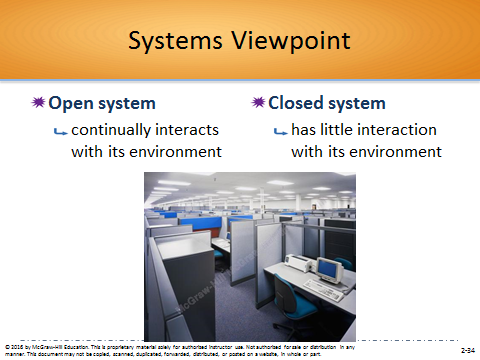 Systems Viewpoint
Open system
continually interacts
with its environment
Closed system
has little interaction
with its environment
McGraw-Hill
© 2016 by McGraw-Hill Education. This is proprietary material solely for authorized instructor use. Not authorized for sale or distribution in any
manner. This document may not be copied, scanned, duplicated, forwarded, distributed, or posted on a website, in whole or part.
2-34